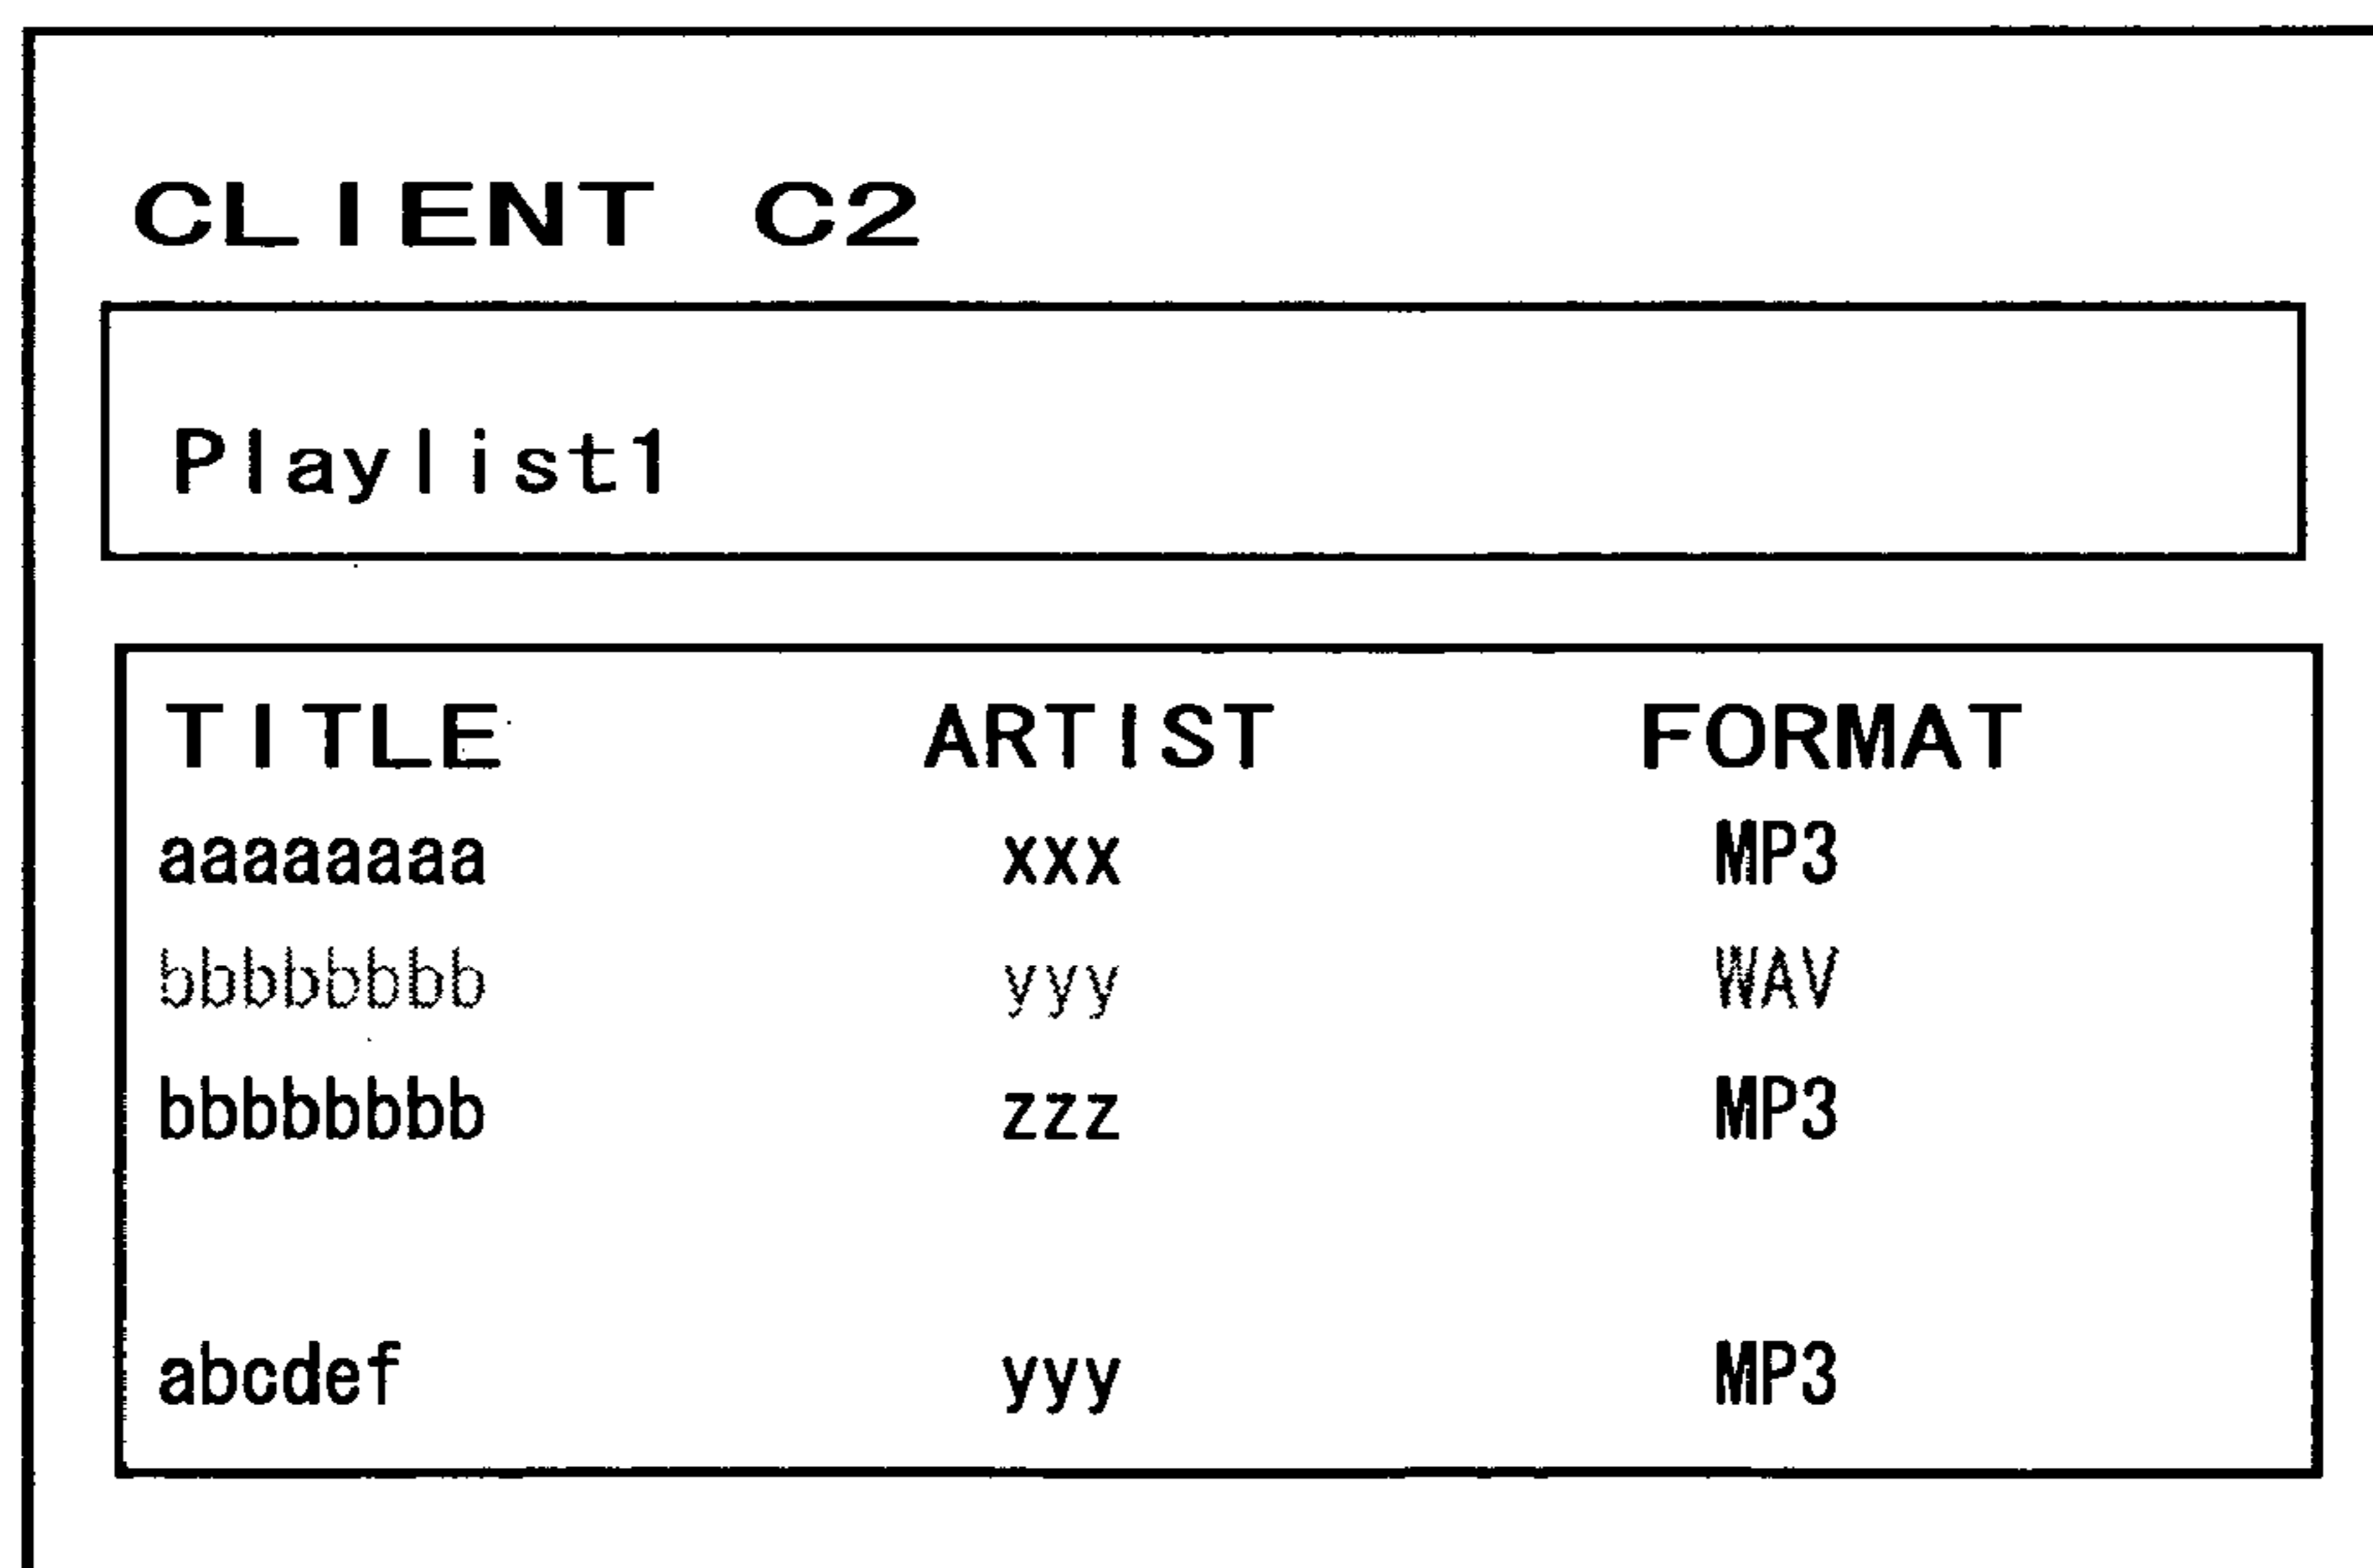 CLIENT C2
Playlist1
TITLE ARTIST FORMAT
aaaaaaaa xxx MP3
bbbbbbbb yyy WAV
bbbbbbbb zzz MP3
abcdef yyy MP3